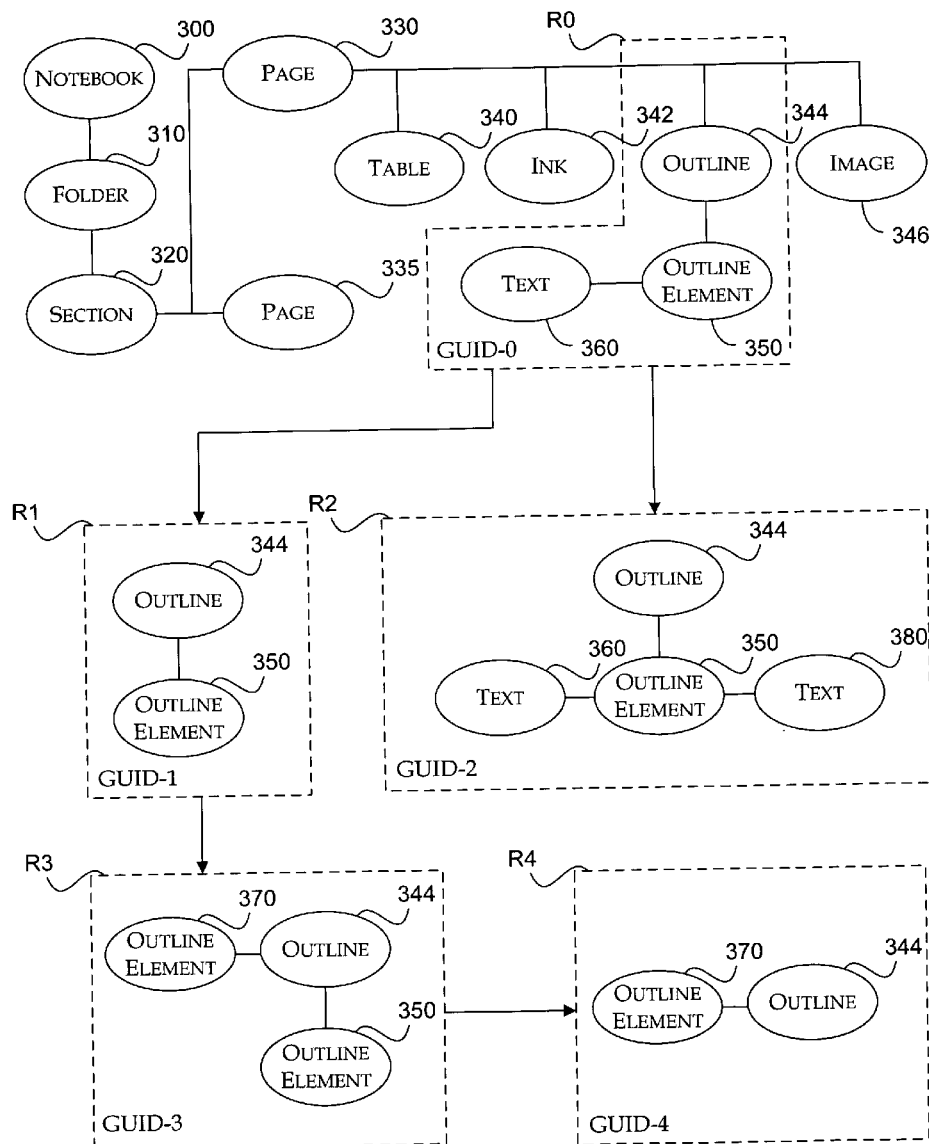 300
330
R0
NOTEBOOK
PAGE
310
340
342
344
FOLDER
TABLE
INK
OUTLINE
IMAGE
320
335
346
SECTION
PAGE
TEXT
OUTLINE
ELEMENT
360
350
GUID-0
R1
R2
344
OUTLINE
350
OUTLINE
ELEMENT
GUID-1
344
OUTLINE
360
350
380
TEXT
OUTLINE
ELEMENT
TEXT
GUID-2
R3
R4
370
344
OUTLINE
ELEMENT
OUTLINE
350
OUTLINE
ELEMENT
GUID-3
370
344
OUTLINE
ELEMENT
OUTLINE
GUID-4